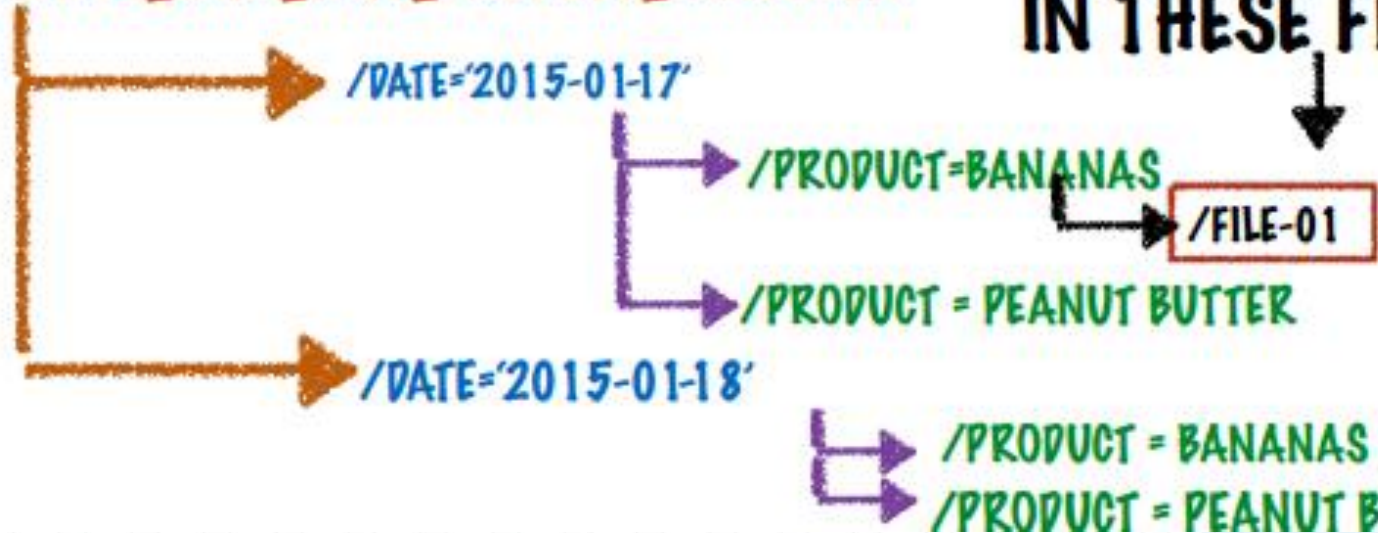 IN THESE
/DATE='2015-01-17'
/PRODUCT=BANANAS
/FILE-01
/PRODUCT = PEANUT BUTTER
/DATE='2015-01-18'
/PRODUCT = BANANAS
/PRODUCT = PEANUT